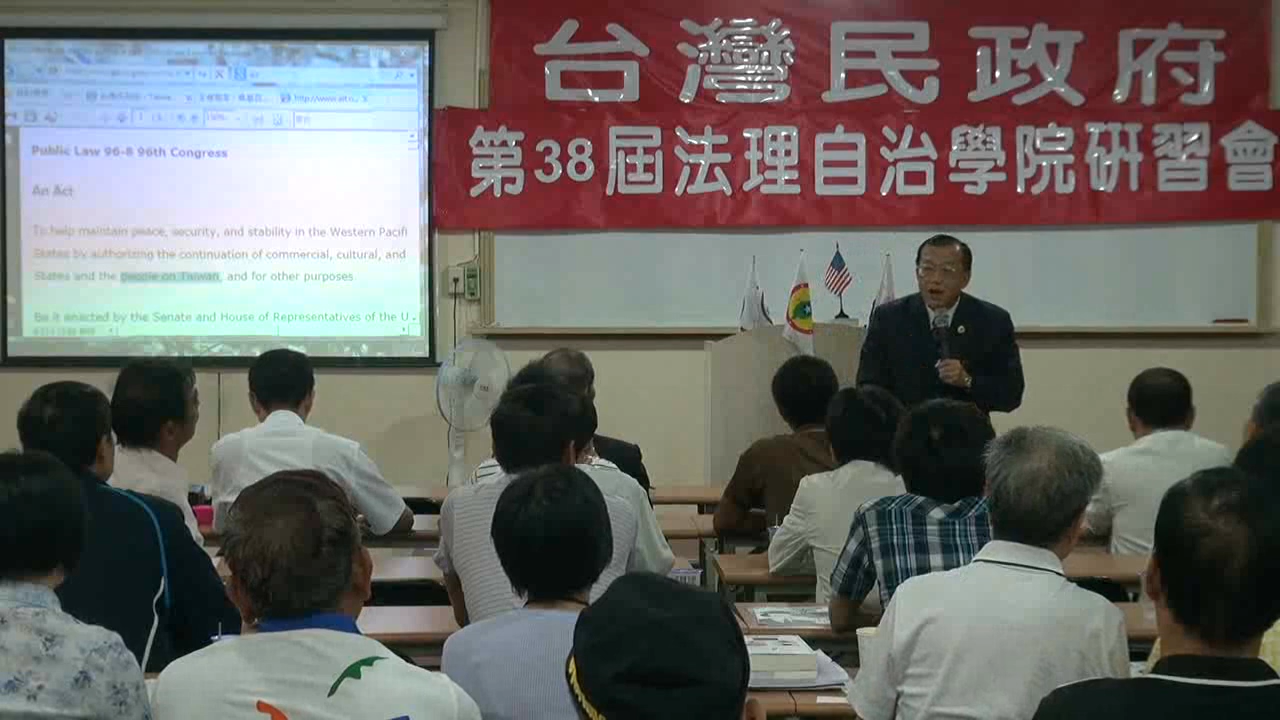 台灣民政府
第38屆法理自治學院研習會
Public Law 96-8 96th Congress
An Act
To help maintain peace, security, and stability in the Western Pacifi
States by authorizing the continuation of commercial, cultural, and
States and the people on Taiwan, and for other purposes
Be it enacted by the Senate and House of Representatives of the U